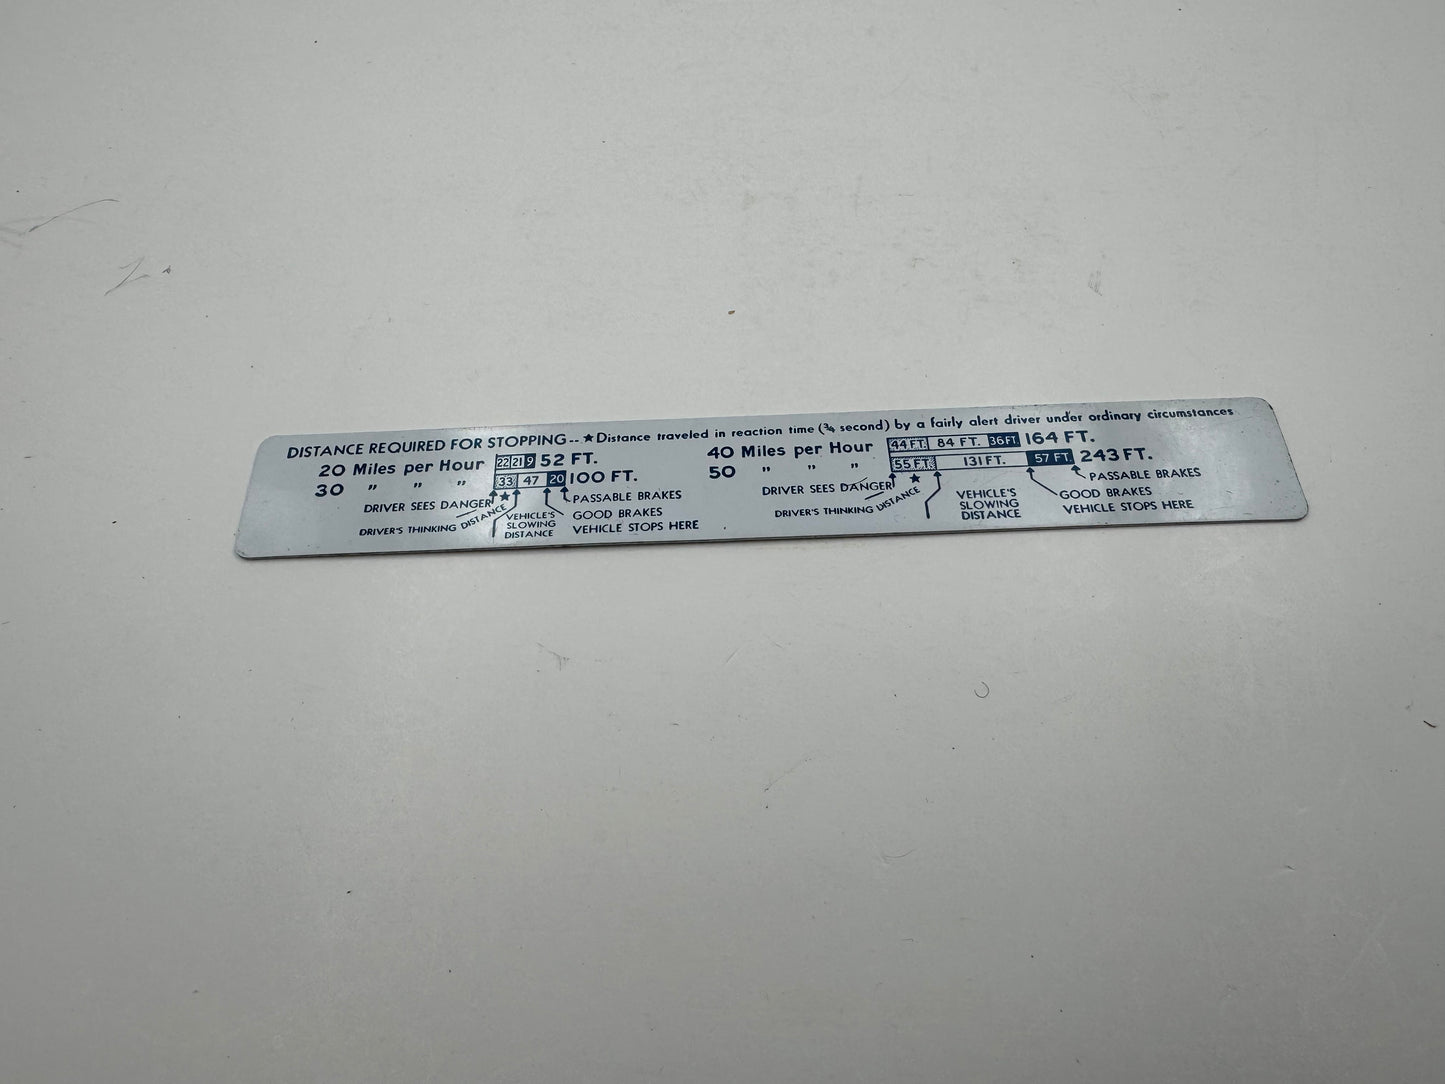 DISTANCE REQUIRED FOR STOPPING-- ★Distance traveled in reaction time (¾ second) by a fairly alert driver under ordinary circumstances
20 Miles per Hour 22 21 9 52 FT.
30 " " " 33 47 20 100 FT.
DRIVER SEES DANGER ★ PASSABLE BRAKES
DRIVER'S THINKING DISTANCE
VEHICLE'S SLOWING DISTANCE
GOOD BRAKES
VEHICLE STOPS HERE
40 Miles per Hour 44 FT. 84 FT. 36 FT 164 FT.
50 " " " 55 FT. 131 FT. 57 FT. 243 FT.
DRIVER SEES DANGER ★ PASSABLE BRAKES
DRIVER'S THINKING DISTANCE
VEHICLE'S SLOWING DISTANCE
GOOD BRAKES
VEHICLE STOPS HERE